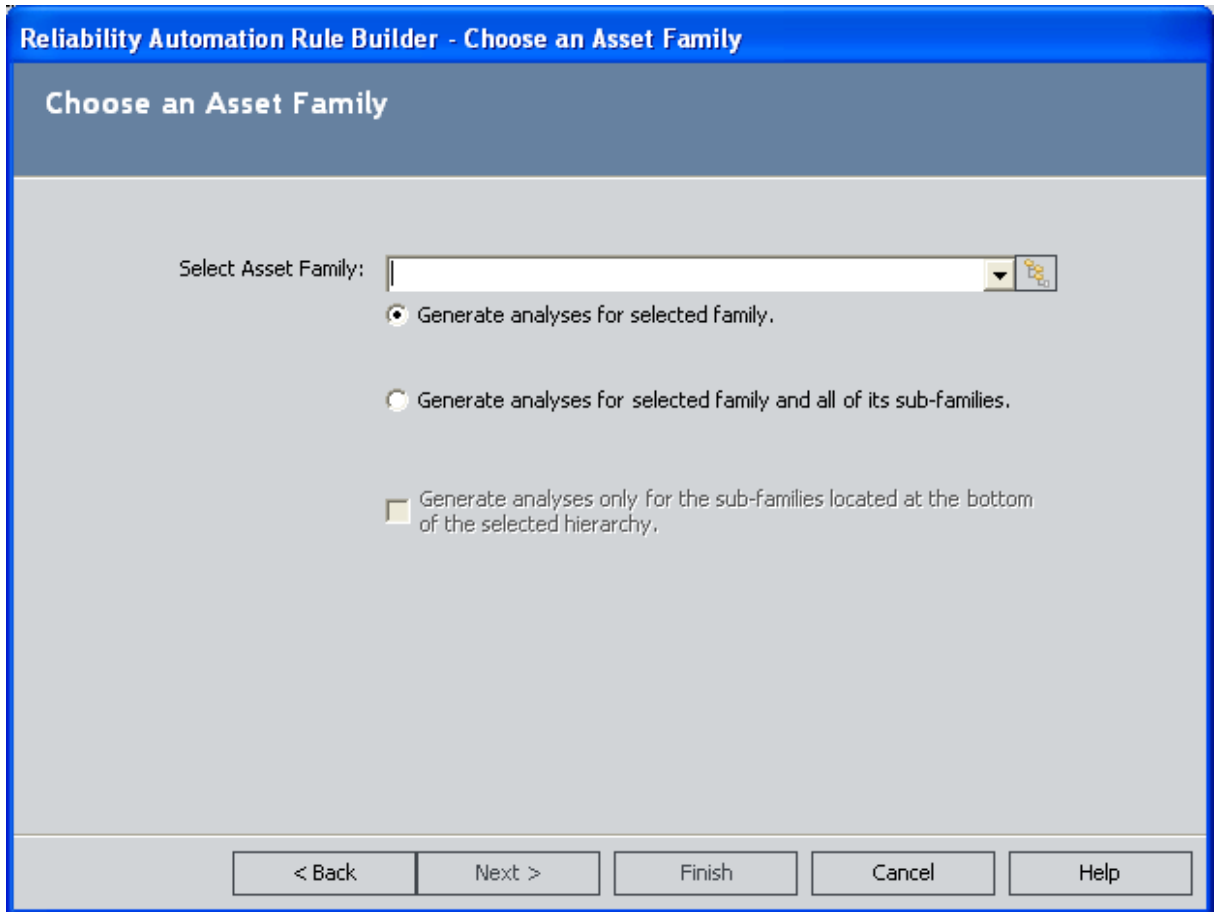 Reliability Automation Rule Builder - Choose an Asset Family
Choose an Asset Family
Select Asset Family:
Generate analyses for selected family.
Generate analyses for selected family and all of its sub-families.
Generate analyses only for the sub-families located at the bottom
of the selected hierarchy.
< Back
Next >
Finish
Cancel
Help